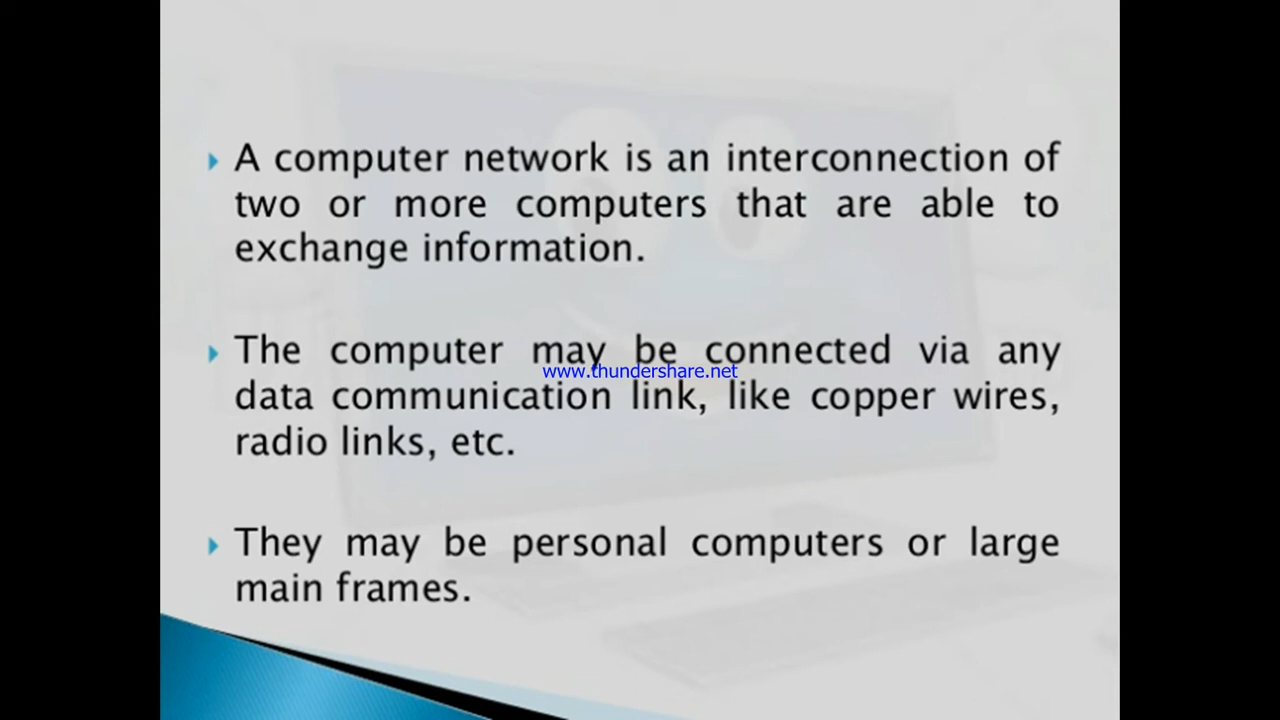 A computer network is an interconnection of
two or more computers that are able to
exchange information.
The computer may be connected via any
www.thundershare.net
data communication link, like copper wires,
radio links, etc.
They may be personal computers or large
main frames.